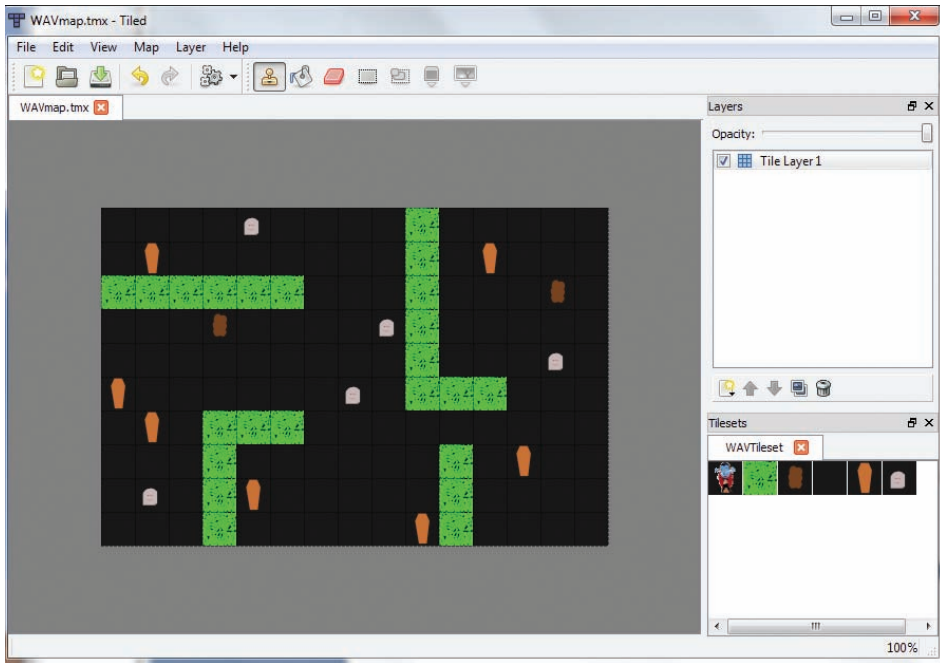 WAVmap.tmx - Tiled
File Edit View Map Layer Help
WAVmap.tmx
Layers
Opacity:
Tile Layer 1
Tilesets
WAVTileset
100%